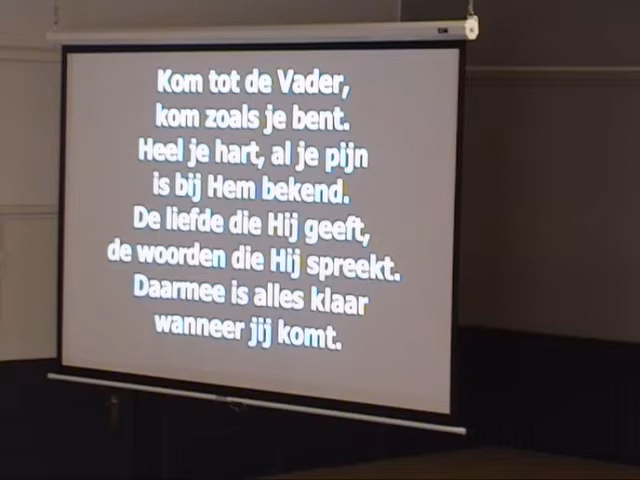 Kom tot de Vader,
kom zoals je bent.
Heel je hart, al je pijn
is bij Hem bekend.
De liefde die Hij geeft,
de woorden die Hij spreekt.
Daarmee is alles klaar
wanneer jij komt.